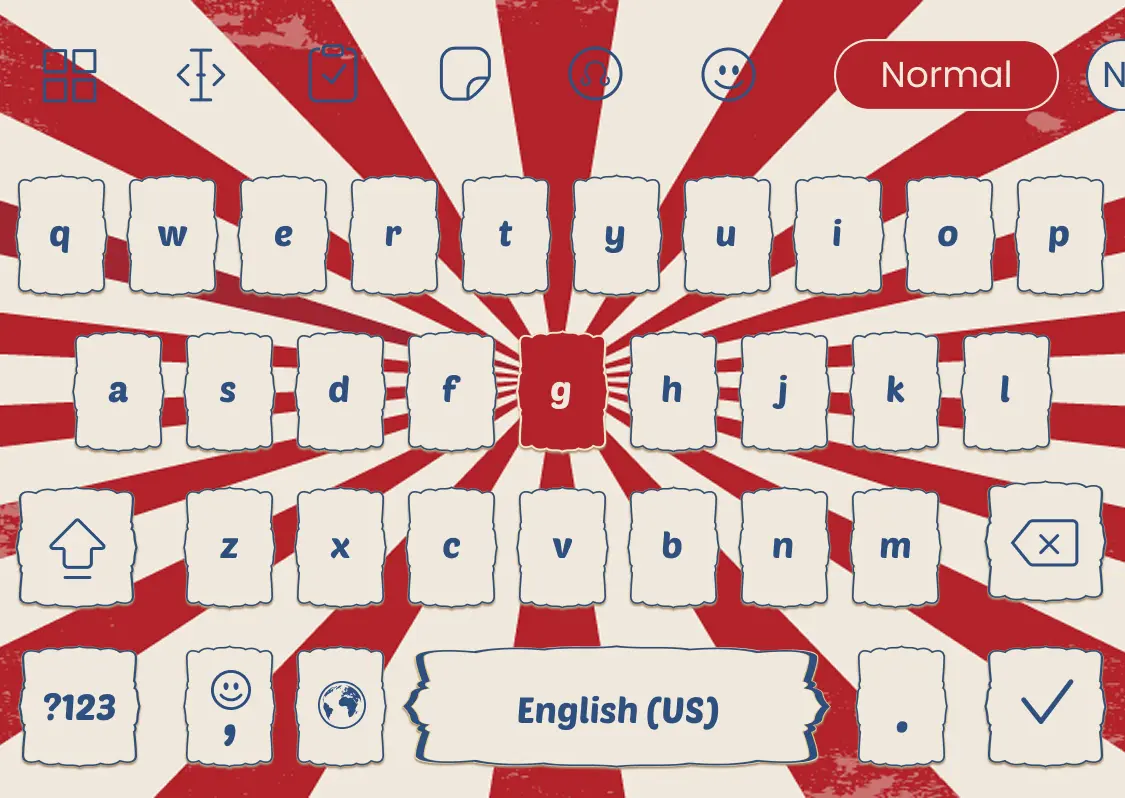 Normal N
q w e r t y u i o p
a s d f g h j k l
z x c v b n m
?123 , English (US) .